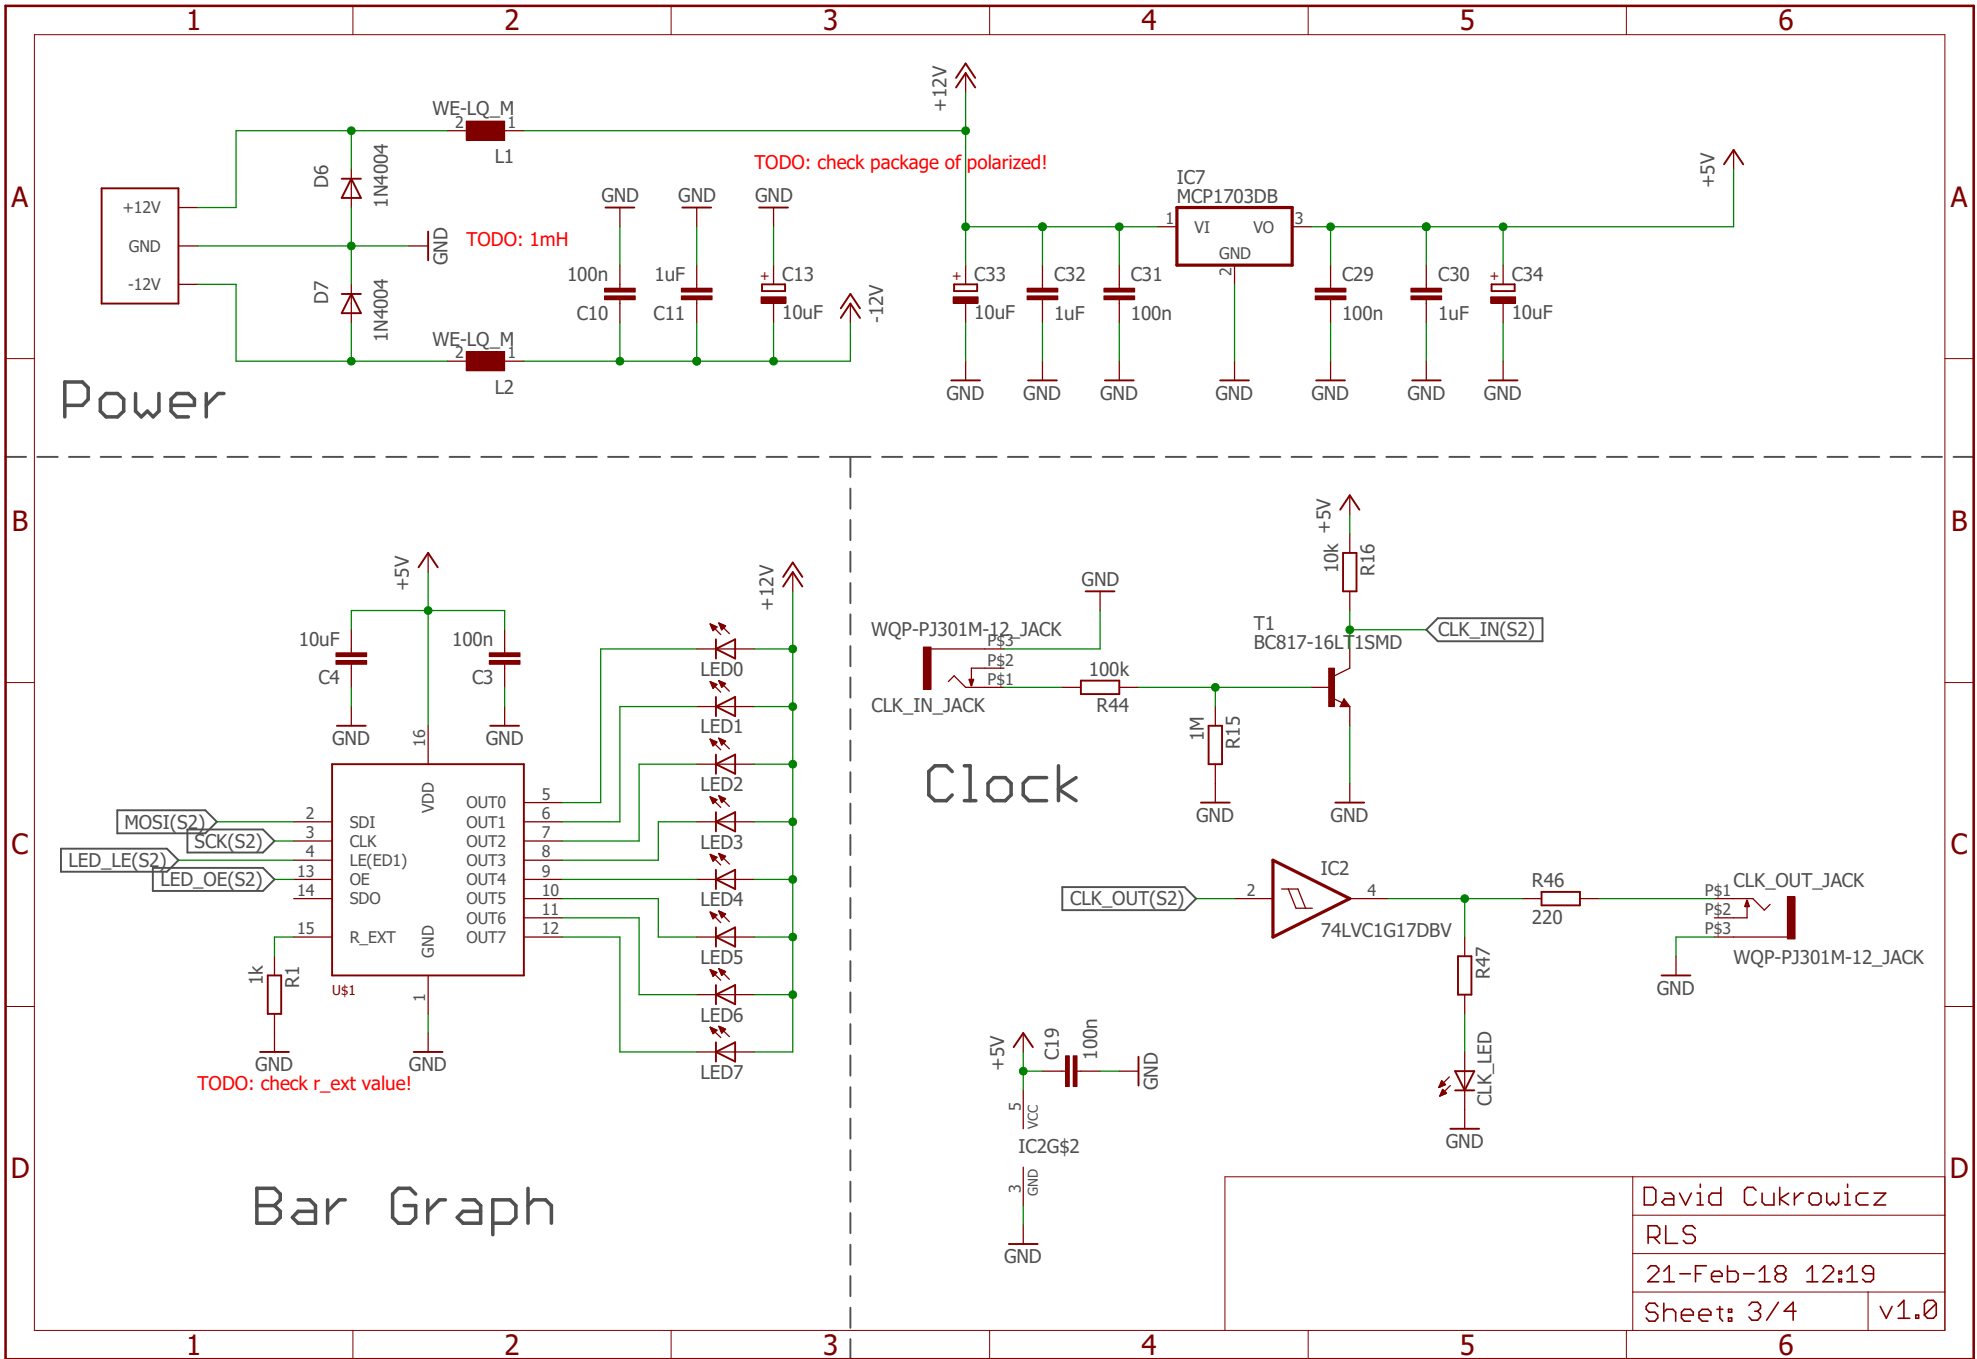 1 2 3 4 5 6
A
A
B
B
C
C
D
D
+12V
GND
-12V
D6
1N4004
D7
1N4004
WE-LQ_M
2 1
L1
GND
TODO: 1mH
WE-LQ_M
2 1
L2
GND
100n
C10
GND
1uF
C11
GND
+
C13
10uF
-12V
+12V
TODO: check package of polarized!
+
C33
10uF
GND
C32
1uF
GND
C31
100n
GND
IC7
MCP1703DB
1
VI
VO
3
GND
2
GND
C29
100n
GND
C30
1uF
GND
+
C34
10uF
GND
+5V
Power
+5V
10uF
C4
GND
100n
C3
GND
16
VDD
MOSI(S2)
SCK(S2)
LED_LE(S2)
LED_OE(S2)
2 SDI
3 CLK
4 LE(ED1)
13 OE
14 SDO
15 R_EXT
OUT0 5
OUT1 6
OUT2 7
OUT3 8
OUT4 9
OUT5 10
OUT6 11
OUT7 12
GND
1
U$1
GND
1k
R1
GND
TODO: check r_ext value!
+12V
LED0
LED1
LED2
LED3
LED4
LED5
LED6
LED7
Bar Graph
WQP-PJ301M-12_JACK
P$3
P$2
P$1
CLK_IN_JACK
GND
100k
R44
1M
R15
GND
+5V
10k
R16
T1
BC817-16LT1SMD
CLK_IN(S2)
GND
Clock
CLK_OUT(S2)
2
IC2
4
74LVC1G17DBV
R46
220
P$1
P$2
P$3
CLK_OUT_JACK
WQP-PJ301M-12_JACK
GND
R47
CLK_LED
GND
+5V
C19
100n
GND
5
VCC
IC2G$2
3
GND
GND
David Cukrowicz
RLS
21-Feb-18 12:19
Sheet: 3/4
v1.0
1 2 3 4 5 6